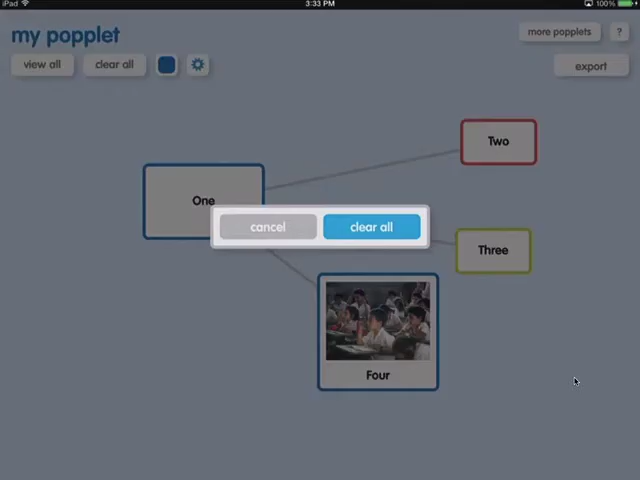 iPad 3:33 PM 100%
my popplet
more popplets ?
view all clear all export
Two
One
cancel clear all
Three
Four